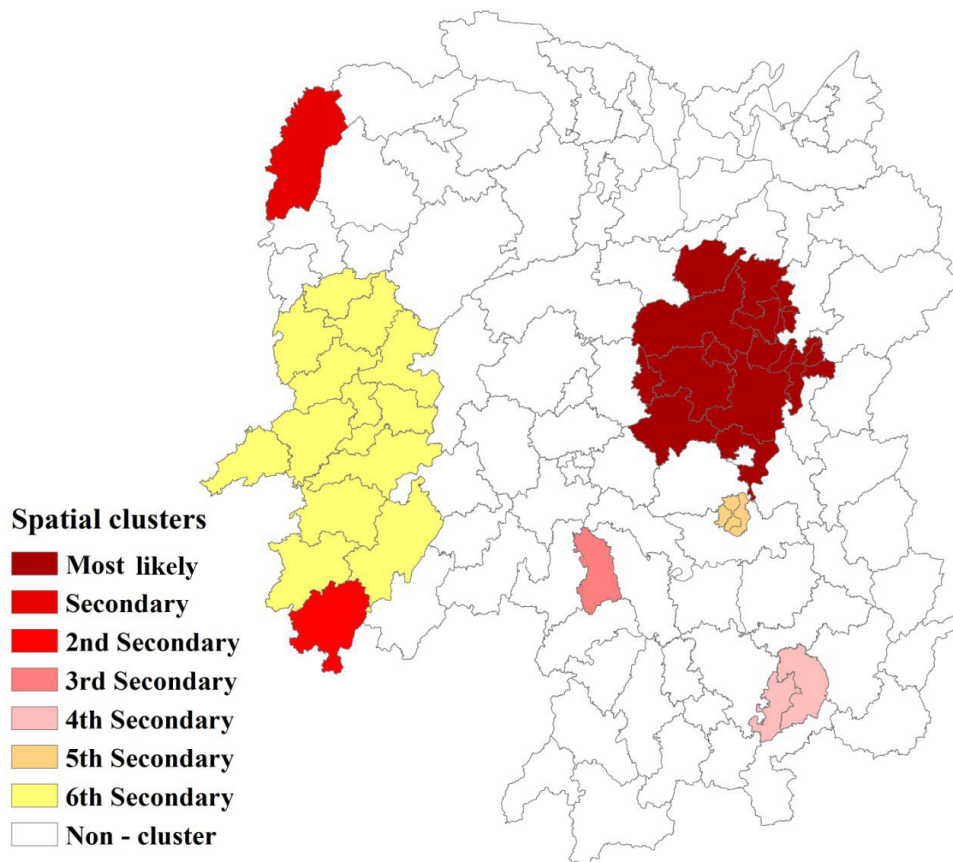 Spatial clusters
Most likely
Secondary
2nd Secondary
3rd Secondary
4th Secondary
5th Secondary
6th Secondary
Non - cluster